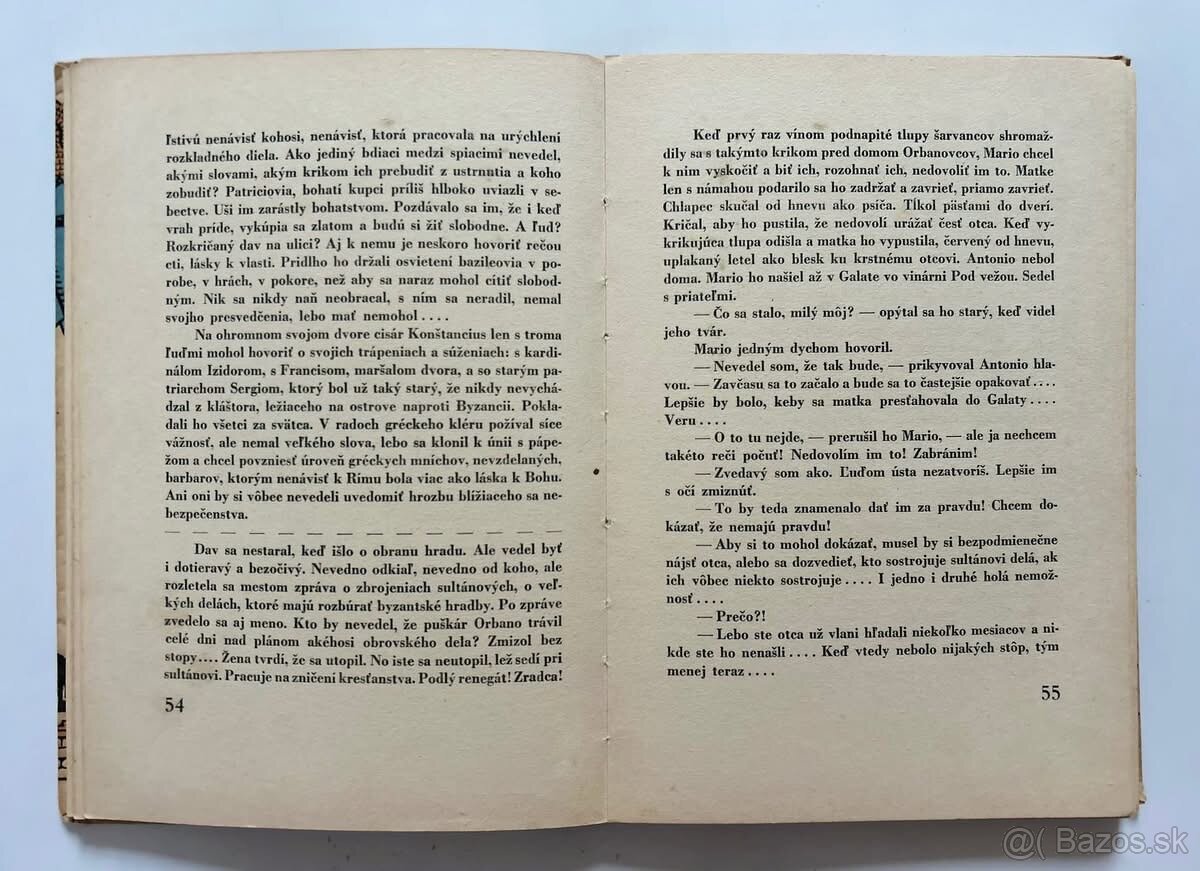 ľstivú nenávisť kohosi, nenávisť, ktorá pracovala na urýchlení
rozkladného diela. Ako jediný bdiaci medzi spiacimi nevedel,
akými slovami, akým krikom ich prebudiť z ustrnutia a koho
zobudiť? Patriciovia, bohatí kupci príliš hlboko uviazli v se-
bectve. Uši im zarástly bohatstvom. Pozdávalo sa im, že i keď
vrah príde, vykúpia sa zlatom a budú si žiť slobodne. A ľud?
Rozkričaný dav na ulici? Aj k nemu je neskoro hovoriť rečou
cti, lásky k vlasti. Pridlho ho držali osvietení bazileovia v po-
robe, v hrách, v pokore, než aby sa naraz mohol cítiť slobod-
ným. Nik sa nikdy naň neobracal, s ním sa neradil, nemal
svojho presvedčenia, lebo mať nemohol . . . .
Na ohromnom svojom dvore cisár Konštancius len s troma
ľuďmi mohol hovoriť o svojich trápeniach a súženiach: s kardi-
nálom Izidorom, s Francisom, maršalom dvora, a so starým pa-
triarchom Sergiom, ktorý bol už taký starý, že nikdy nevychá-
dzal z kláštora, ležiaceho na ostrove naproti Byzancii. Pokla-
dali ho všetci za svätca. V radoch gréckeho kléru požíval síce
vážnosť, ale nemal veľkého slova, lebo sa klonil k únii s pápe-
žom a chcel povzniesť úroveň gréckych mníchov, nevzdelaných,
barbarov, ktorým nenávisť k Rímu bola viac ako láska k Bohu.
Ani oni by si vôbec nevedeli uvedomiť hrozbu blížiaceho sa ne-
bezpečenstva.
Dav sa nestaral, keď išlo o obranu hradu. Ale vedel byť
i dotieravý a bezočivý. Nevedno odkiaľ, nevedno od koho, ale
rozletela sa mestom zpráva o zbrojeniach sultánových, o veľ-
kých delách, ktoré majú rozbúrať byzantské hradby. Po zpráve
zvedelo sa aj meno. Kto by nevedel, že puškár Orbano trávil
celé dni nad plánom akéhosi obrovského dela? Zmizol bez
stopy.... Žena tvrdí, že sa utopil. No iste sa neutopil, lež sedí pri
sultánovi. Pracuje na zničení kresťanstva. Podlý renegát! Zradca!
54
Keď prvý raz vínom podnapité tlupy šarvancov shromaž-
dily sa s takýmto krikom pred domom Orbanovcov, Mario chcel
k nim vyskočiť a biť ich, rozohnať ich, nedovoliť im to. Matke
len s námahou podarilo sa ho zadržať a zavrieť, priamo zavrieť.
Chlapec skučal od hnevu ako psíča. Tĺkol päsťami do dverí.
Kričal, aby ho pustila, že nedovolí urážať česť otca. Keď vy-
krikujúca tlupa odišla a matka ho vypustila, červený od hnevu,
uplakaný letel ako blesk ku krstnému otcovi. Antonio nebol
doma. Mario ho našiel až v Galate vo vinárni Pod vežou. Sedel
s priateľmi.
— Čo sa stalo, milý môj? — opýtal sa ho starý, keď videl
jeho tvár.
Mario jedným dychom hovoril.
— Nevedel som, že tak bude, — prikyvoval Antonio hla-
vou. — Zavčasu sa to začalo a bude sa to častejšie opakovať....
Lepšie by bolo, keby sa matka presťahovala do Galaty . . . .
Veru . . . .
— O to tu nejde, — prerušil ho Mario, — ale ja nechcem
takéto reči počuť! Nedovolím im to! Zabránim!
— Zvedavý som ako. Ľuďom ústa nezatvoríš. Lepšie im
s očí zmiznúť.
— To by teda znamenalo dať im za pravdu! Chcem do-
kázať, že nemajú pravdu!
— Aby si to mohol dokázať, musel by si bezpodmienečne
nájsť otca, alebo sa dozvedieť, kto sostrojuje sultánovi delá, ak
ich vôbec niekto sostrojuje . . . . I jedno i druhé holá nemož-
nosť . . . .
— Prečo?!
— Lebo ste otca už vlani hľadali niekoľko mesiacov a ni-
kde ste ho nenašli . . . . Keď vtedy nebolo nijakých stôp, tým
menej teraz . . . .
55
@( Bazos.sk